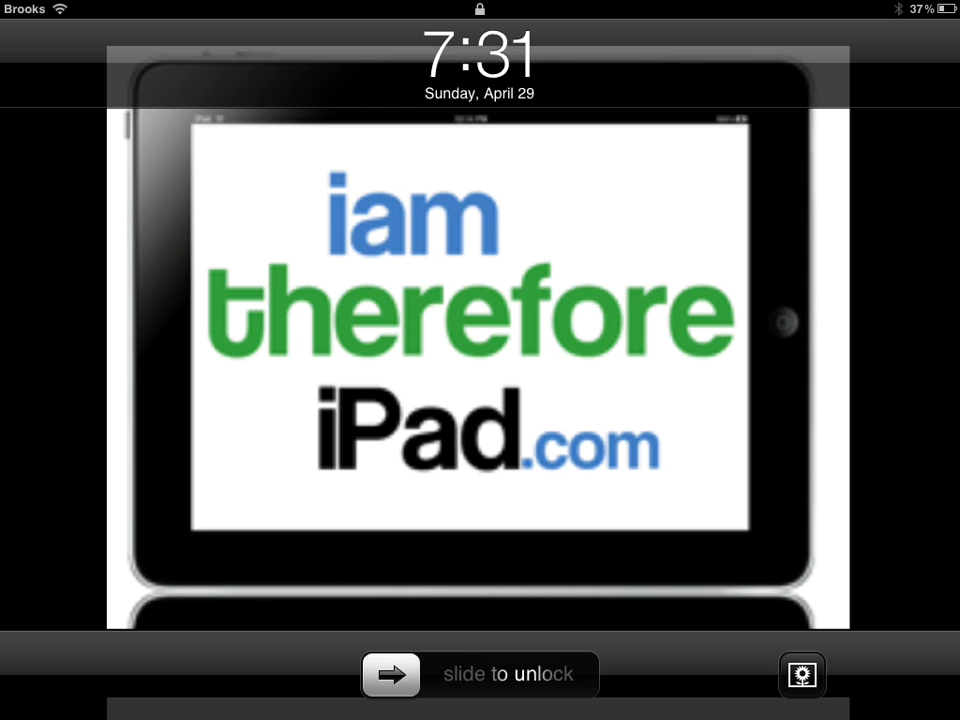 Brooks
37%
7:31
Sunday, April 29
iam
therefore
iPad.com
slide to unlock